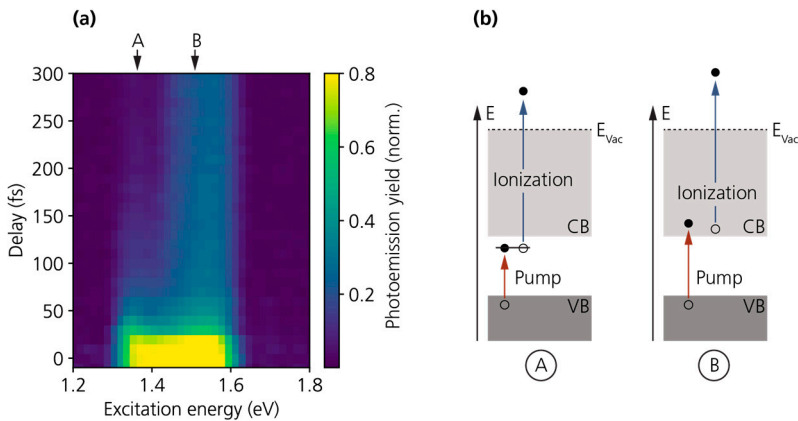 (a)
A
B
300
250
200
150
100
50
0
Delay (fs)
1.2
1.4
1.6
1.8
Excitation energy (eV)
0.8
0.6
0.4
0.2
Photoemission yield (norm.)
(b)
E
E_Vac
Ionization
CB
Pump
VB
A
E
E_Vac
Ionization
CB
Pump
VB
B